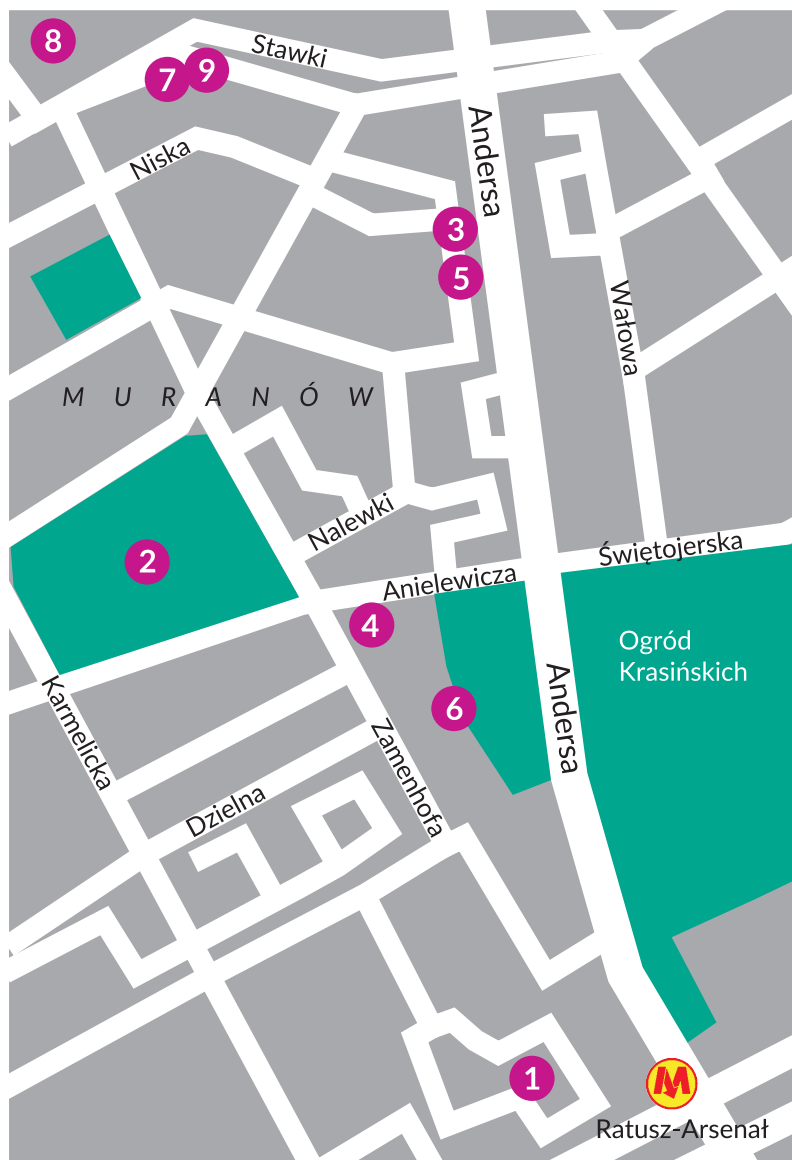 8
Stawki
7
9
Andersa
Niska
3
5
Wałowa
MURANÓW
Nalewki
Świętojerska
2
Anielewicza
4
Ogród
Krasińskich
Andersa
Karmelicka
6
Zamenhofa
Dzielna
1
M
Ratusz-Arsenał